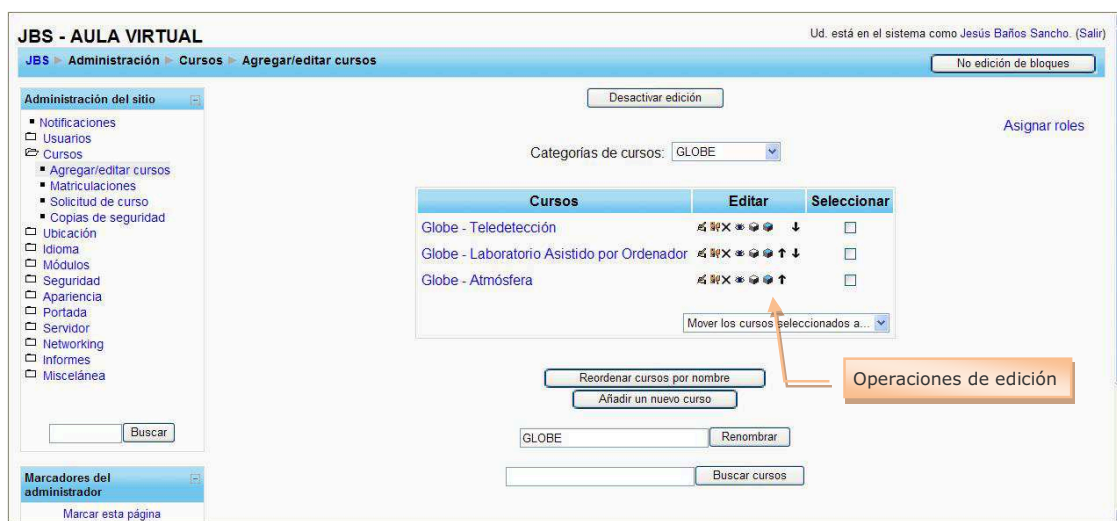 JBS - AULA VIRTUAL
Ud. está en el sistema como Jesús Baños Sancho. (Salir)
JBS Administración Cursos Agregar/editar cursos
No edición de bloques
Administración del sitio
Notificaciones
Usuarios
Cursos
Agregar/editar cursos
Matriculaciones
Solicitud de curso
Copias de seguridad
Ubicación
Idioma
Módulos
Seguridad
Apariencia
Portada
Servidor
Networking
Informes
Miscelánea
Buscar
Marcadores del
administrador
Marcar esta página
Desactivar edición
Asignar roles
Categorías de cursos: GLOBE
Cursos Editar Seleccionar
Globe - Teledetección
Globe - Laboratorio Asistido por Ordenador
Globe - Atmósfera
Mover los cursos seleccionados a...
Operaciones de edición
Reordenar cursos por nombre
Añadir un nuevo curso
GLOBE Renombrar
Buscar cursos